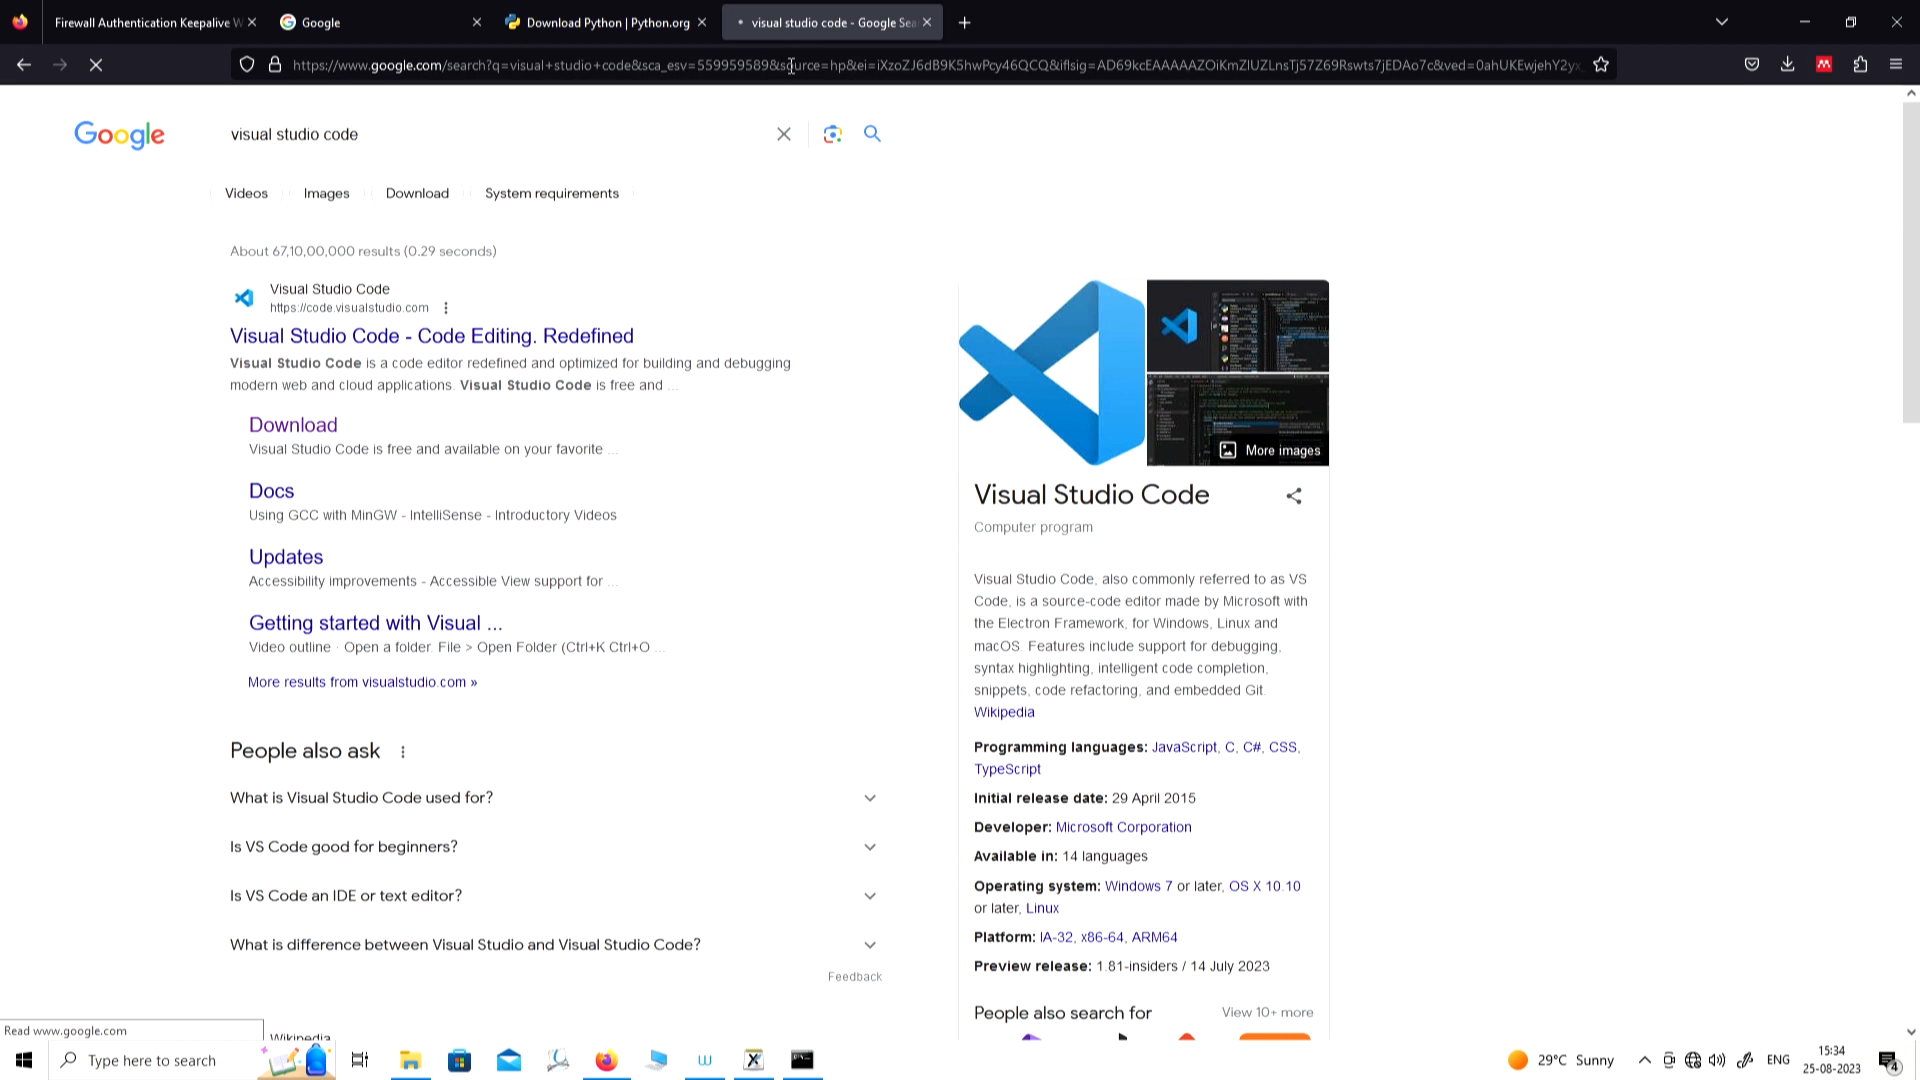 Firewall Authentication Keepalive W
Google
Download Python | Python.org
visual studio code - Google Sea
https://www.google.com/search?q=visual+studio+code&sca_esv=559959589&source=hp&ei=iXzoZJ6dB9K5hwPcy46QCQ&iflsig=AD69kcEAAAAAZOiKmZlUZLnsTj57Z69Rswts7jEDAo7c&ved=0ahUKEwjehY2yx
Google
visual studio code
Videos
Images
Download
System requirements
About 67,10,00,000 results (0.29 seconds)
Visual Studio Code
https://code.visualstudio.com
Visual Studio Code - Code Editing. Redefined
Visual Studio Code is a code editor redefined and optimized for building and debugging
modern web and cloud applications. Visual Studio Code is free and ...
Download
Visual Studio Code is free and available on your favorite ...
Docs
Using GCC with MinGW - IntelliSense - Introductory Videos
Updates
Accessibility improvements - Accessible View support for ...
Getting started with Visual ...
Video outline · Open a folder. File > Open Folder (Ctrl+K Ctrl+O ...
More results from visualstudio.com »
People also ask
What is Visual Studio Code used for?
Is VS Code good for beginners?
Is VS Code an IDE or text editor?
What is difference between Visual Studio and Visual Studio Code?
Feedback
More images
Visual Studio Code
Computer program
Visual Studio Code, also commonly referred to as VS
Code, is a source-code editor made by Microsoft with
the Electron Framework, for Windows, Linux and
macOS. Features include support for debugging,
syntax highlighting, intelligent code completion,
snippets, code refactoring, and embedded Git.
Wikipedia
Programming languages: JavaScript, C, C#, CSS,
TypeScript
Initial release date: 29 April 2015
Developer: Microsoft Corporation
Available in: 14 languages
Operating system: Windows 7 or later, OS X 10.10
or later, Linux
Platform: IA-32, x86-64, ARM64
Preview release: 1.81-insiders / 14 July 2023
People also search for
View 10+ more
Read www.google.com
Wikipedia
Type here to search
29°C Sunny
ENG
15:34
25-08-2023
4